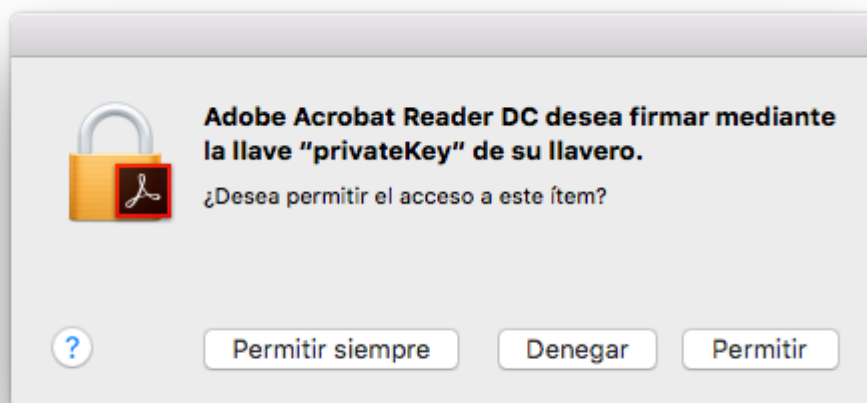 Adobe Acrobat Reader DC desea firmar mediante
la llave “privateKey” de su llavero.
¿Desea permitir el acceso a este ítem?
?
Permitir siempre
Denegar
Permitir